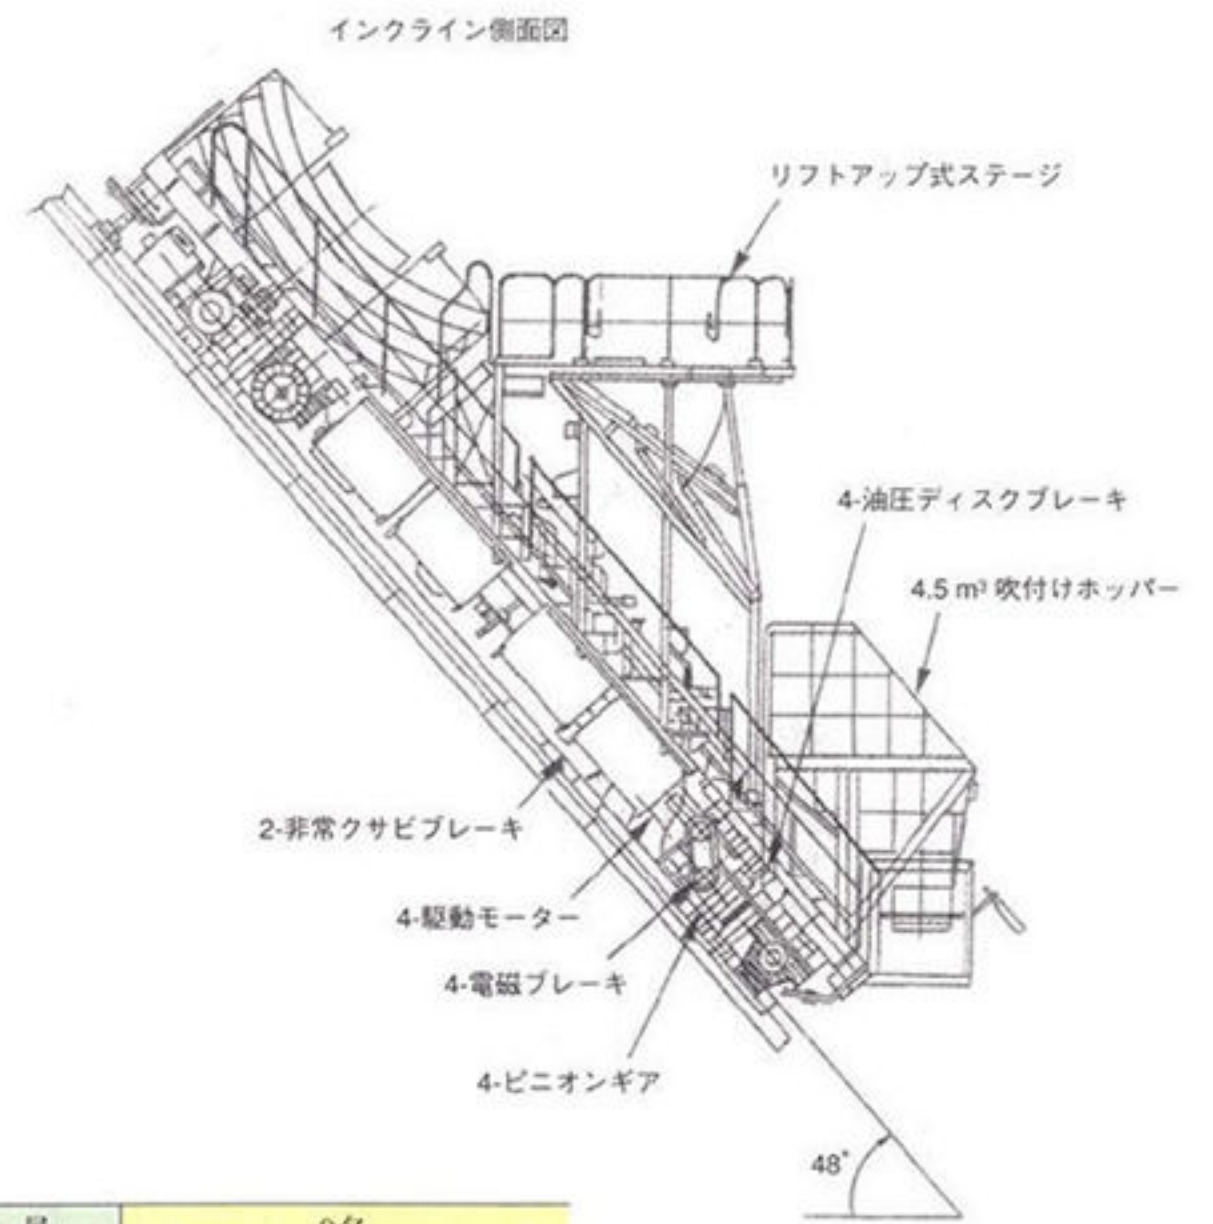 インクライン側面図
リフトアップ式ステージ
4-油圧ディスクブレーキ
4.5 m³ 吹付けホッパー
2-非常クサビブレーキ
4-駆動モーター
4-電磁ブレーキ
4-ピニオンギア
48°